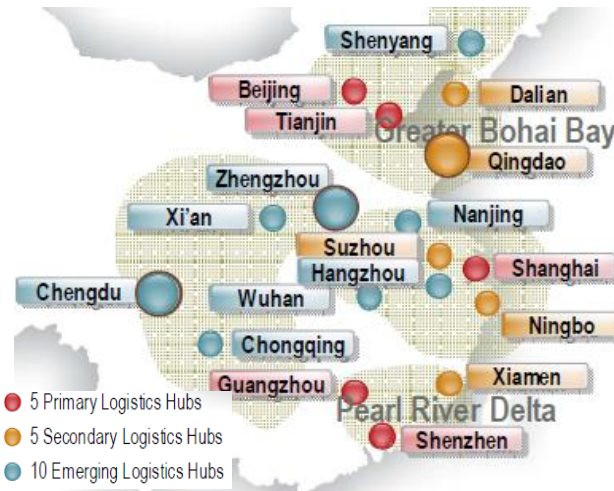 Shenyang
Beijing
Dalian
Tianjin
Greater Bohai Bay
Qingdao
Zhengzhou
Xi'an
Nanjing
Suzhou
Shanghai
Hangzhou
Chengdu
Wuhan
Ningbo
Chongqing
Xiamen
Guangzhou
Pearl River Delta
Shenzhen
5 Primary Logistics Hubs
5 Secondary Logistics Hubs
10 Emerging Logistics Hubs